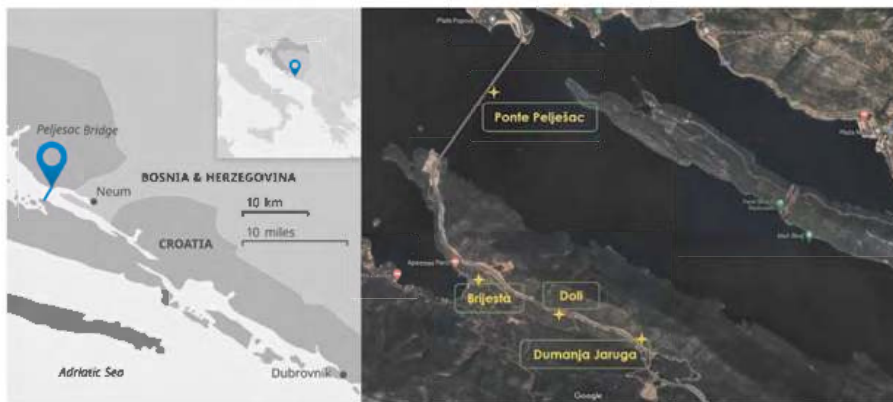 Peljesac Bridge
BOSNIA & HERZEGOVINA
Neum
10 km
10 miles
CROATIA
Adriatic Sea
Dubrovnik
Ponte Pelješac
Brijesta
Doli
Dumanja Jaruga
Google